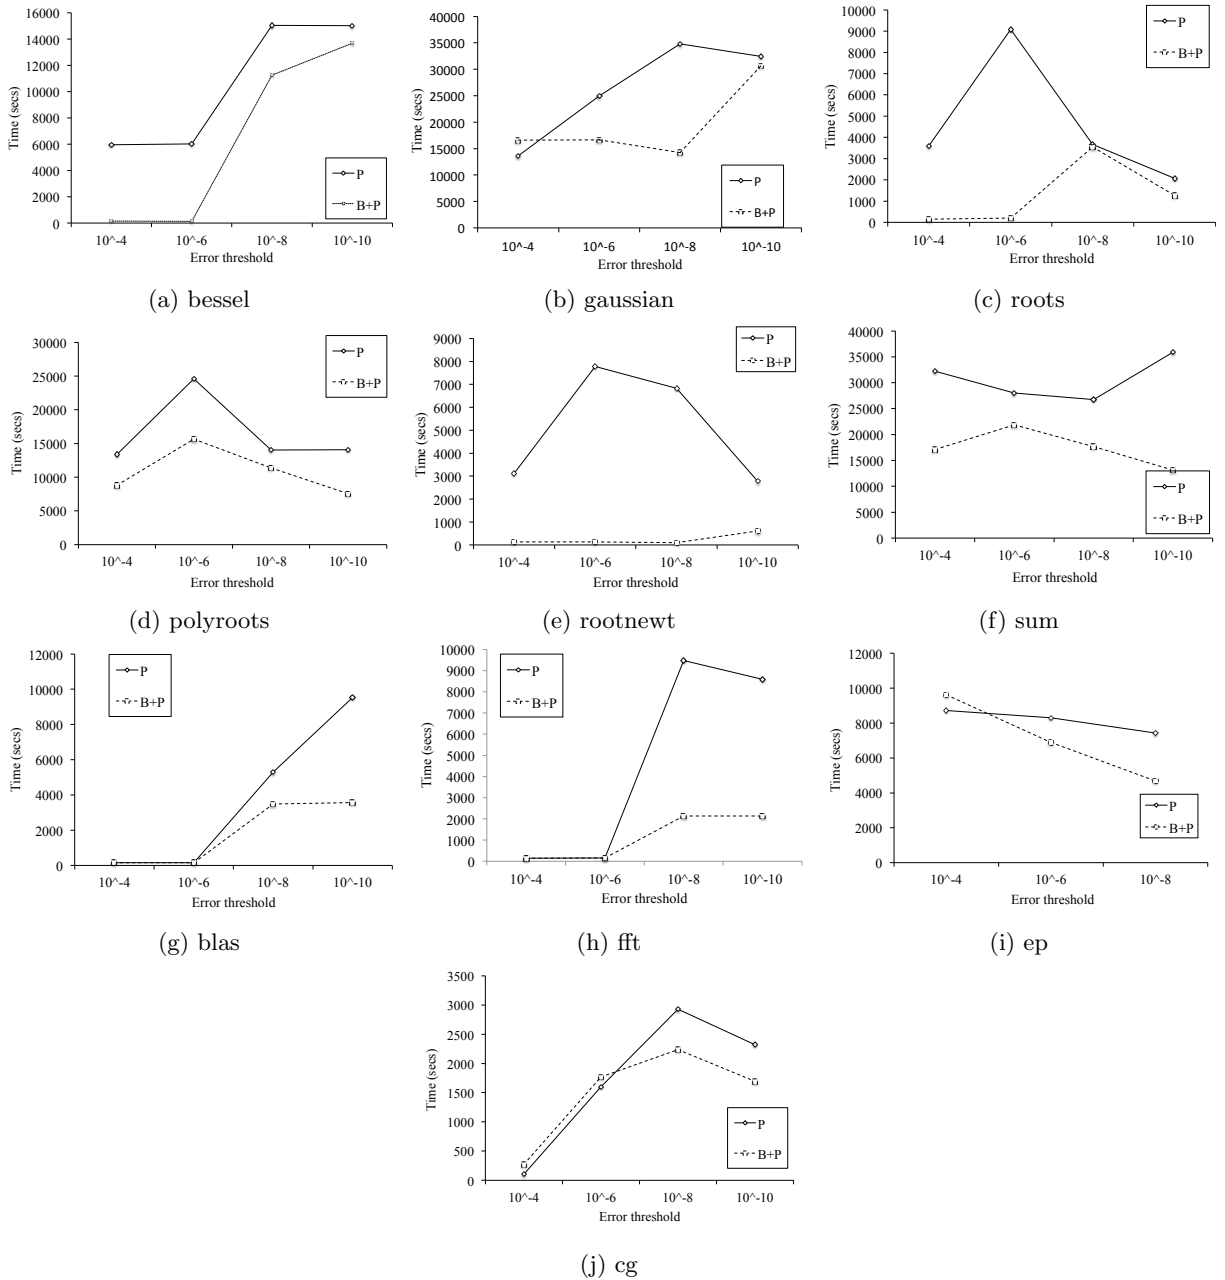 16000
14000
12000
10000
8000
6000
4000
2000
0
Time (secs)
P
B+P
10^-4 10^-6 10^-8 10^-10
Error threshold
(a) bessel
40000
35000
30000
25000
20000
15000
10000
5000
0
Time (secs)
P
B+P
10^-4 10^-6 10^-8 10^-10
Error threshold
(b) gaussian
10000
9000
8000
7000
6000
5000
4000
3000
2000
1000
0
Time (secs)
P
B+P
10^-4 10^-6 10^-8 10^-10
Error threshold
(c) roots
30000
25000
20000
15000
10000
5000
0
Time (secs)
P
B+P
10^-4 10^-6 10^-8 10^-10
Error threshold
(d) polyroots
9000
8000
7000
6000
5000
4000
3000
2000
1000
0
Time (secs)
P
B+P
10^-4 10^-6 10^-8 10^-10
Error threshold
(e) rootnewt
40000
35000
30000
25000
20000
15000
10000
5000
0
Time (secs)
P
B+P
10^-4 10^-6 10^-8 10^-10
Error threshold
(f) sum
12000
10000
8000
6000
4000
2000
0
Time (secs)
P
B+P
10^-4 10^-6 10^-8 10^-10
Error threshold
(g) blas
10000
9000
8000
7000
6000
5000
4000
3000
2000
1000
0
Time (secs)
P
B+P
10^-4 10^-6 10^-8 10^-10
Error threshold
(h) fft
12000
10000
8000
6000
4000
2000
0
Time (secs)
P
B+P
10^-4 10^-6 10^-8
Error threshold
(i) ep
3500
3000
2500
2000
1500
1000
500
0
Time (secs)
P
B+P
10^-4 10^-6 10^-8 10^-10
Error threshold
(j) cg